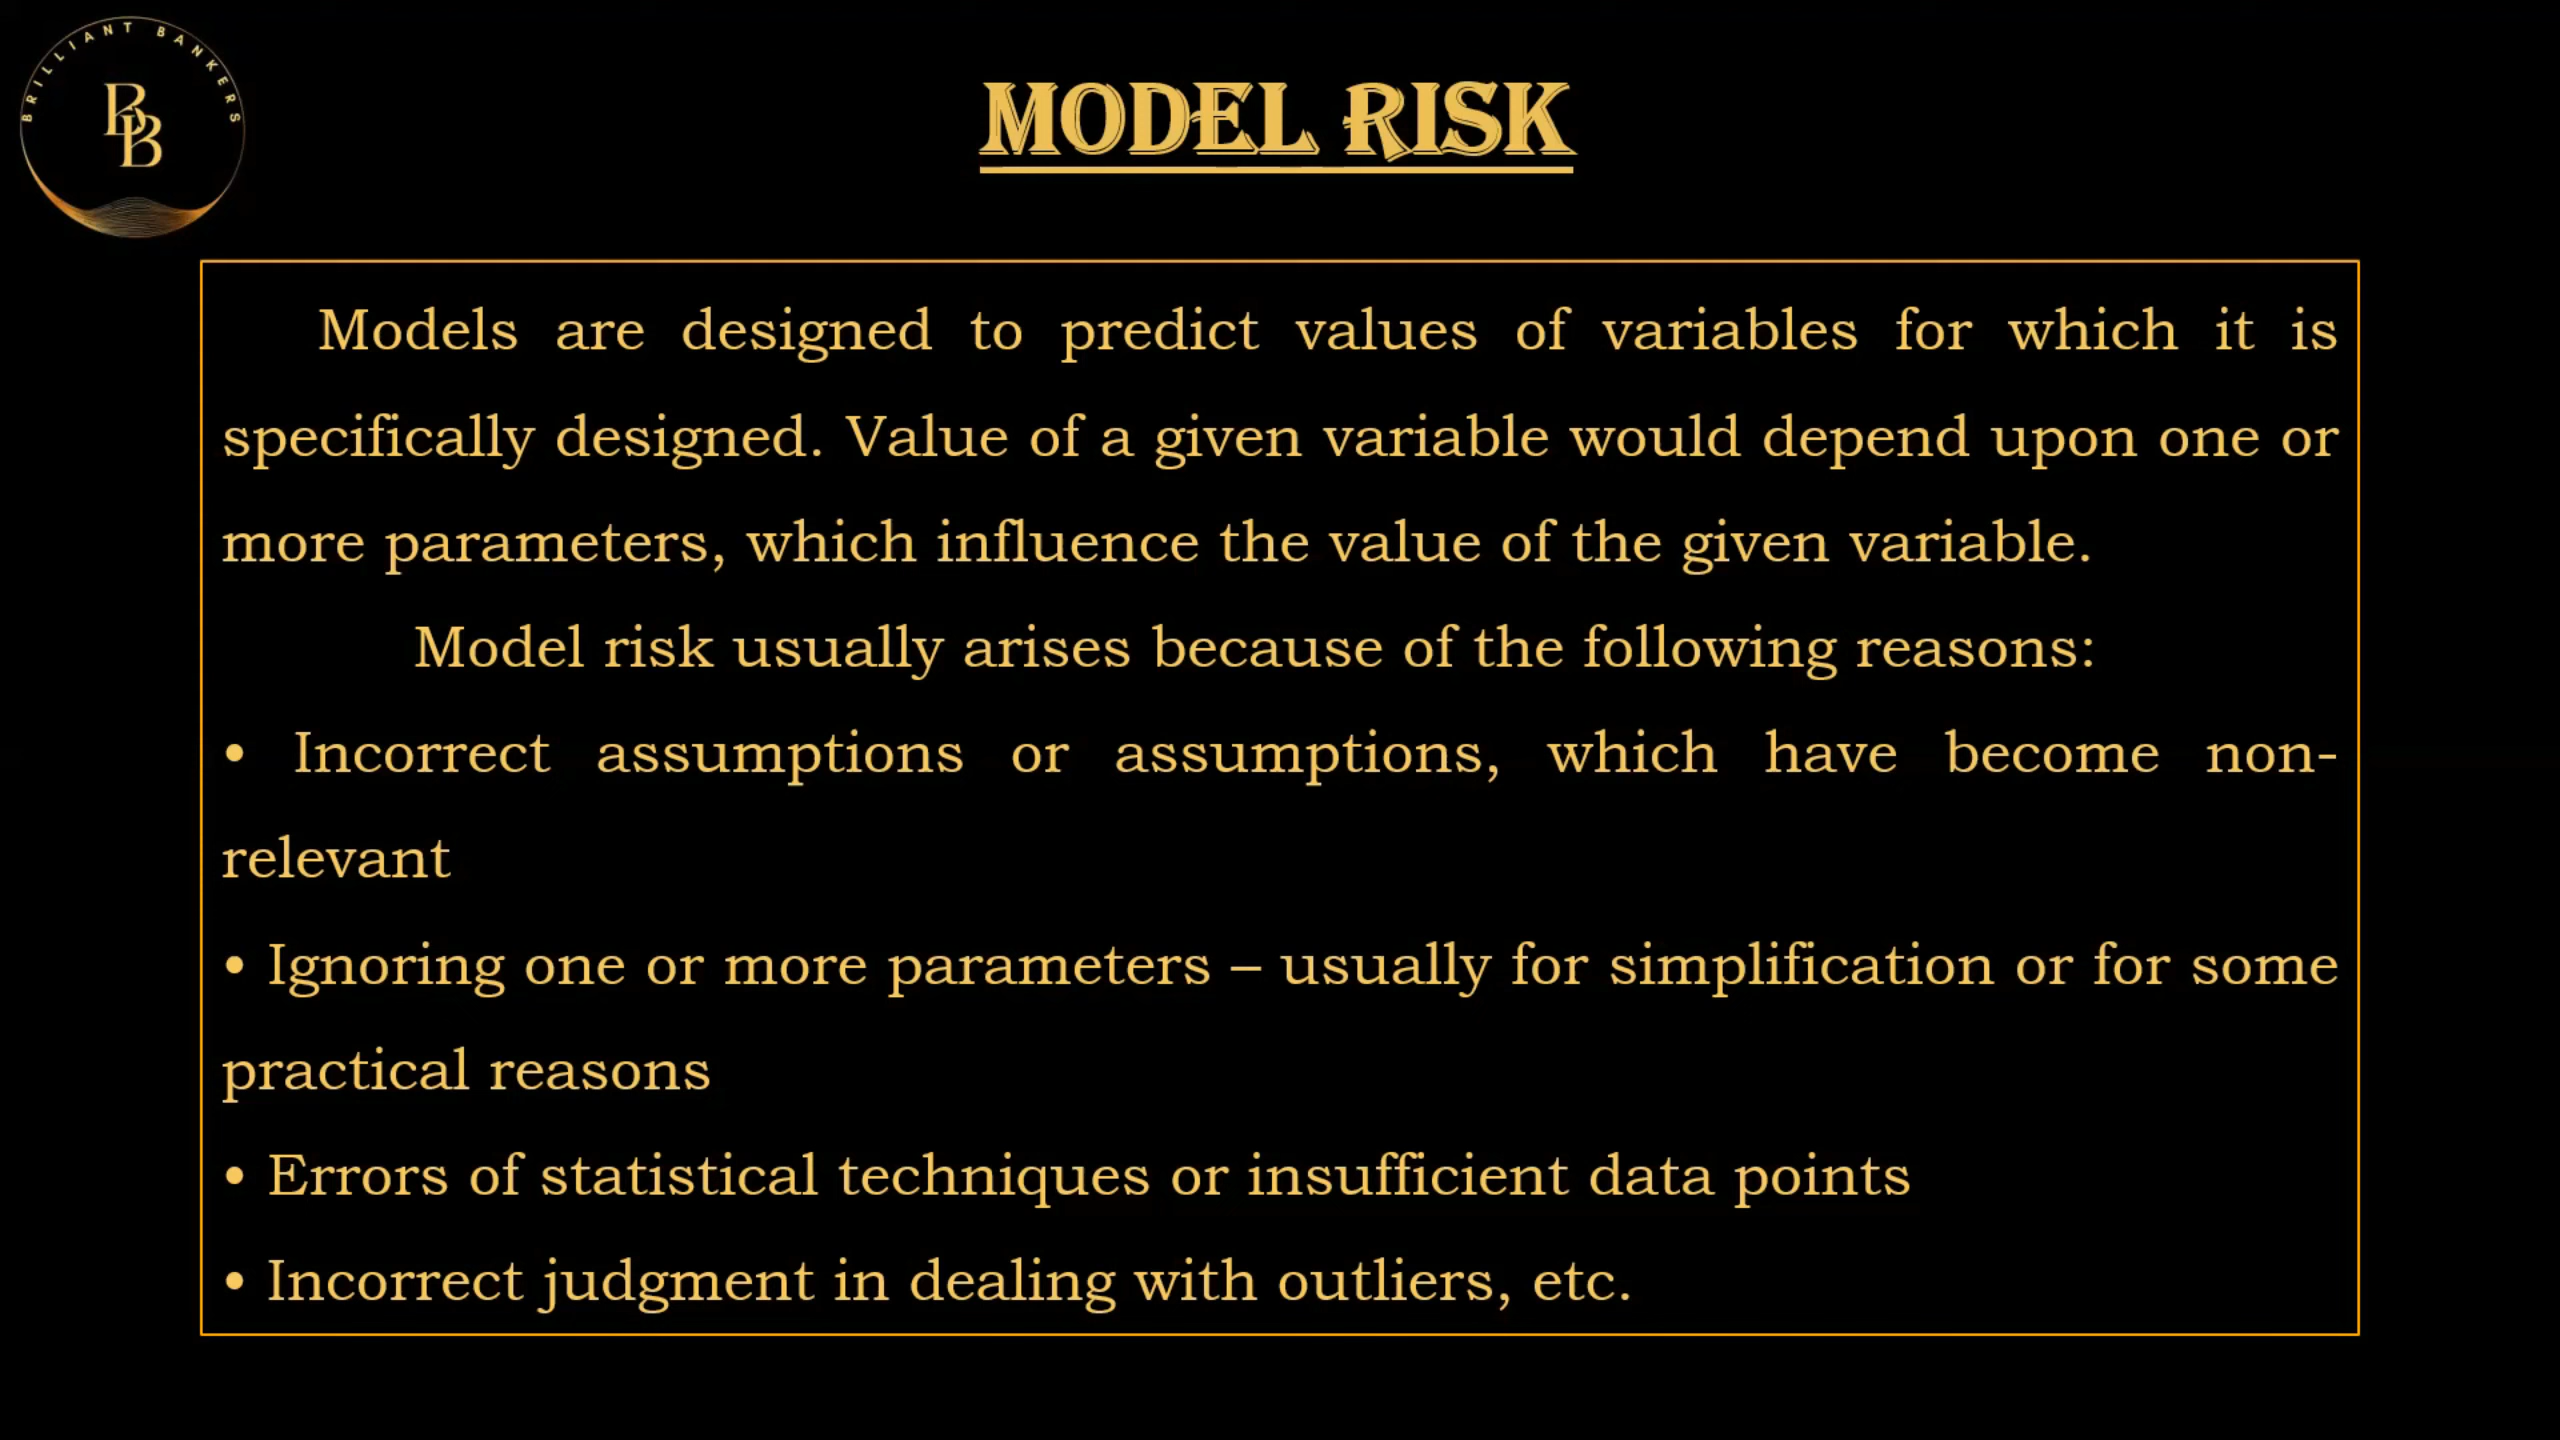 BRILLIANT BANKERS
BB
MODEL RISK
Models are designed to predict values of variables for which it is
specifically designed. Value of a given variable would depend upon one or
more parameters, which influence the value of the given variable.
Model risk usually arises because of the following reasons:
• Incorrect assumptions or assumptions, which have become non-
relevant
• Ignoring one or more parameters – usually for simplification or for some
practical reasons
• Errors of statistical techniques or insufficient data points
• Incorrect judgment in dealing with outliers, etc.